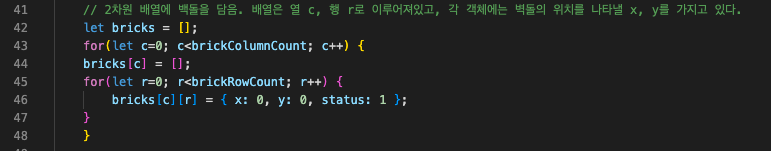 41 // 2차원 배열에 백돌을 담음. 배열은 열 c, 행 r로 이루어져있고, 각 객체에는 벽돌의 위치를 나타낼 x, y를 가지고 있다.
42 let bricks = [];
43 for(let c=0; c<brickColumnCount; c++) {
44 bricks[c] = [];
45 for(let r=0; r<brickRowCount; r++) {
46 bricks[c][r] = { x: 0, y: 0, status: 1 };
47 }
48 }